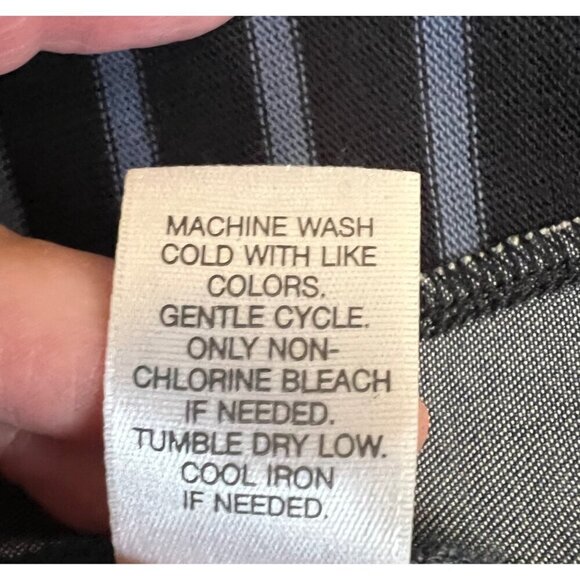 MACHINE WASH
COLD WITH LIKE
COLORS.
GENTLE CYCLE.
ONLY NON-
CHLORINE BLEACH
IF NEEDED.
TUMBLE DRY LOW.
COOL IRON
IF NEEDED.